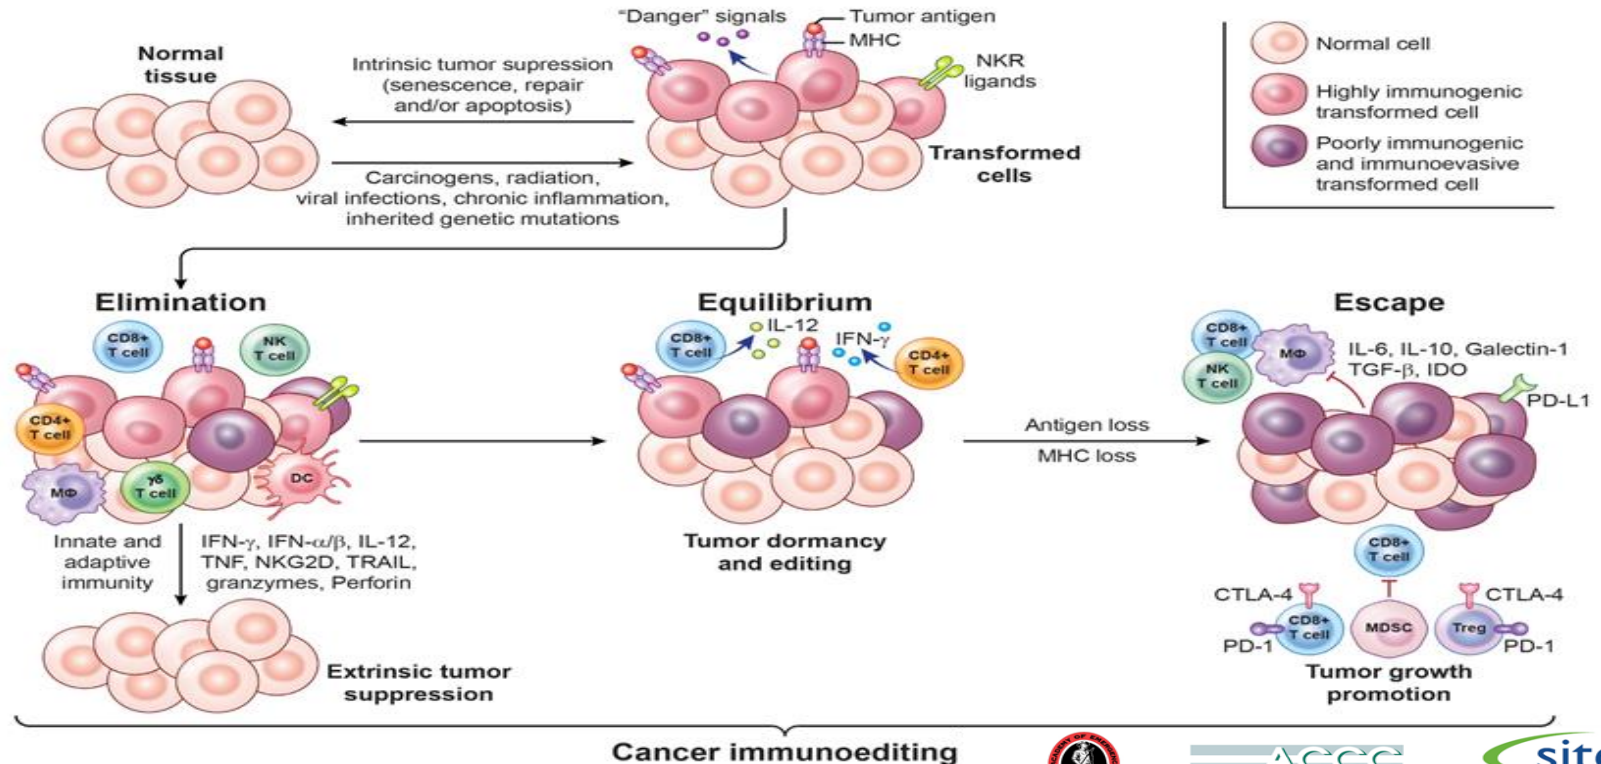 "Danger" signals
Tumor antigen
MHC
NKR
ligands
Normal
tissue
Intrinsic tumor supression
(senescence, repair
and/or apoptosis)
Carcinogens, radiation,
viral infections, chronic inflammation,
inherited genetic mutations
Transformed
cells
Normal cell
Highly immunogenic
transformed cell
Poorly immunogenic
and immunoevasive
transformed cell
Elimination
CD8+
T cell
NK
T cell
CD4+
T cell
MΦ
γδ
T cell
DC
Innate and
adaptive
immunity
IFN-γ, IFN-α/β, IL-12,
TNF, NKG2D, TRAIL,
granzymes, Perforin
Extrinsic tumor
suppression
Equilibrium
CD8+
T cell
IL-12
IFN-γ
CD4+
T cell
Tumor dormancy
and editing
Antigen loss
MHC loss
Escape
CD8+
T cell
NK
T cell
MΦ
IL-6, IL-10, Galectin-1
TGF-β, IDO
PD-L1
CD8+
T cell
CTLA-4
CTLA-4
CD8+
T cell
MDSC
Treg
PD-1
PD-1
Tumor growth
promotion
Cancer immunoediting